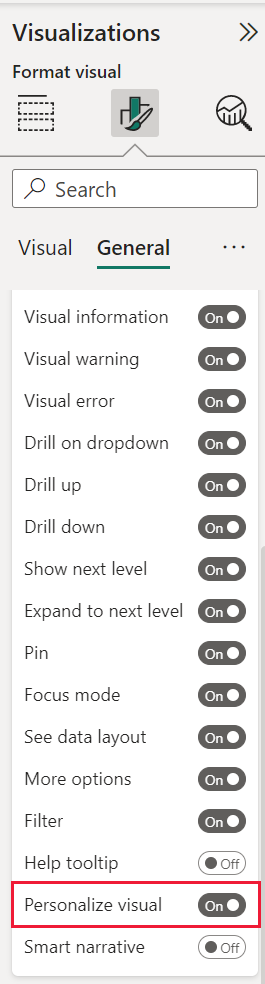 Visualizations
Format visual
Search
Visual General ...
Visual information On
Visual warning On
Visual error On
Drill on dropdown On
Drill up On
Drill down On
Show next level On
Expand to next level On
Pin On
Focus mode On
See data layout On
More options On
Filter On
Help tooltip Off
Personalize visual On
Smart narrative Off